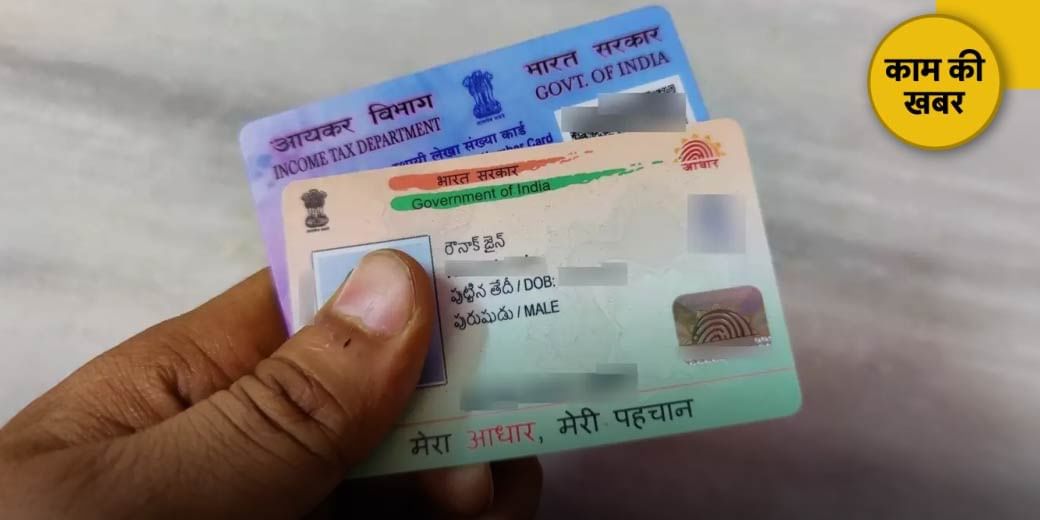 काम की
खबर
आयकर विभाग
INCOME TAX DEPARTMENT
भारत सरकार
GOVT. OF INDIA
लेखा संख्या कार्ड
Card
भारत सरकार
Government of India
आधार
రౌనాక్ జైన్
పుట్టిన తేదీ / DOB:
పురుషుడు / MALE
मेरा आधार, मेरी पहचान